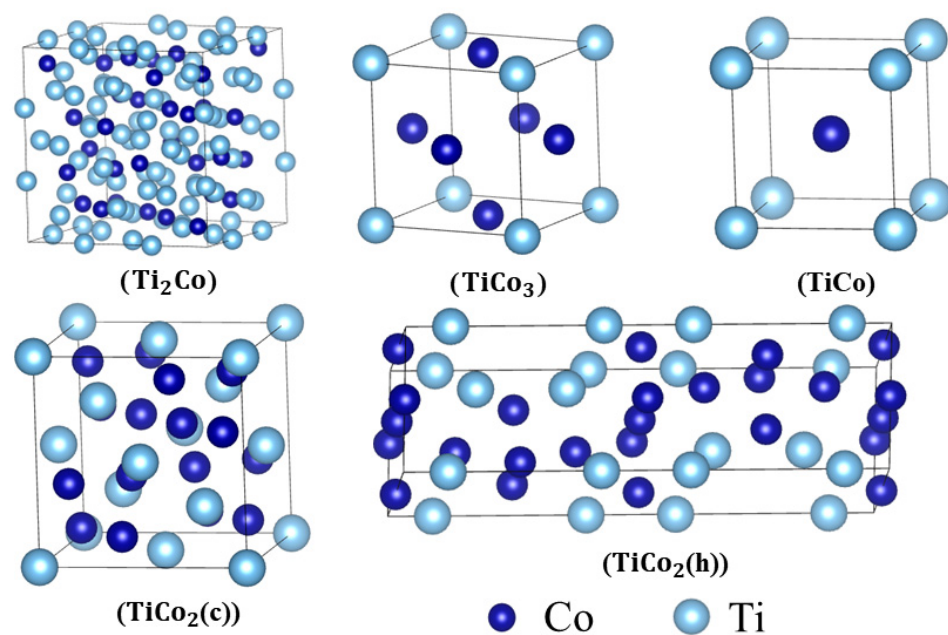 (Ti₂Co)
(TiCo₃)
(TiCo)
(TiCo₂(c))
(TiCo₂(h))
Co
Ti